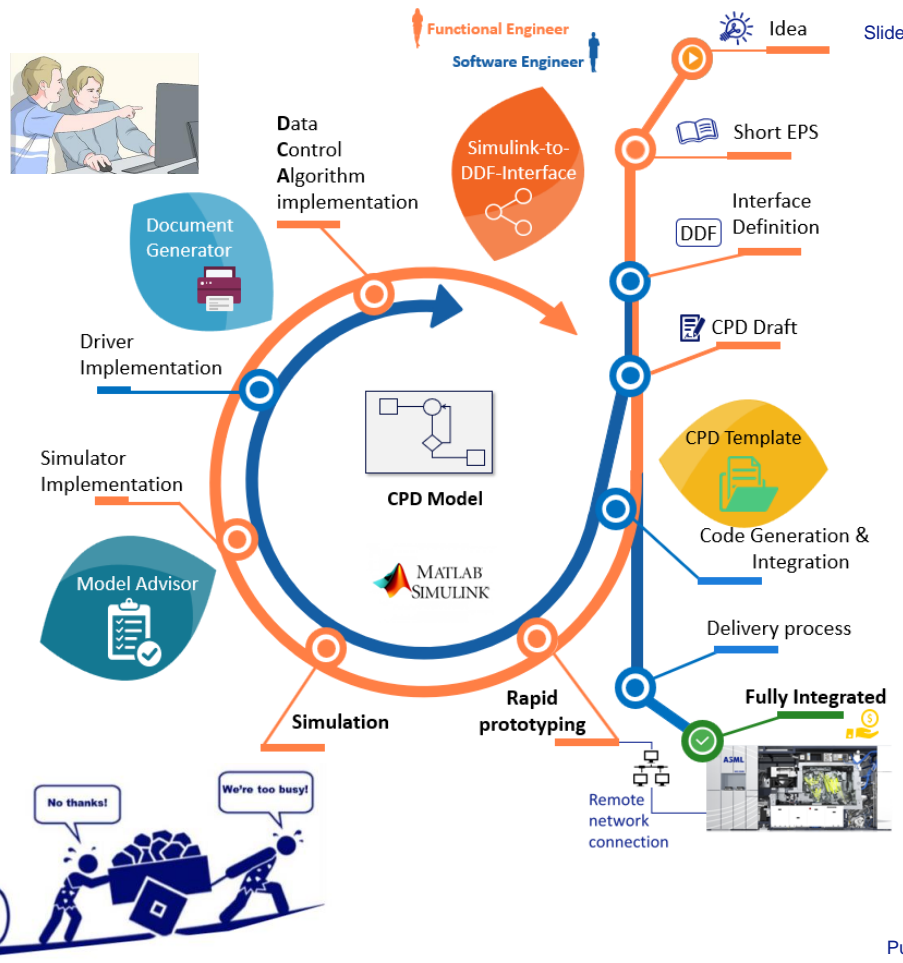 Functional Engineer
Software Engineer
Idea
Slide
Short EPS
Interface
Definition
DDF
CPD Draft
CPD Template
Code Generation &
Integration
Delivery process
Fully Integrated
ASML
Remote
network
connection
Rapid
prototyping
Simulation
Model Advisor
Simulator
Implementation
Driver
Implementation
Document
Generator
Data
Control
Algorithm
implementation
Simulink-to-
DDF-Interface
CPD Model
MATLAB
SIMULINK
No thanks!
We're too busy!
Pu